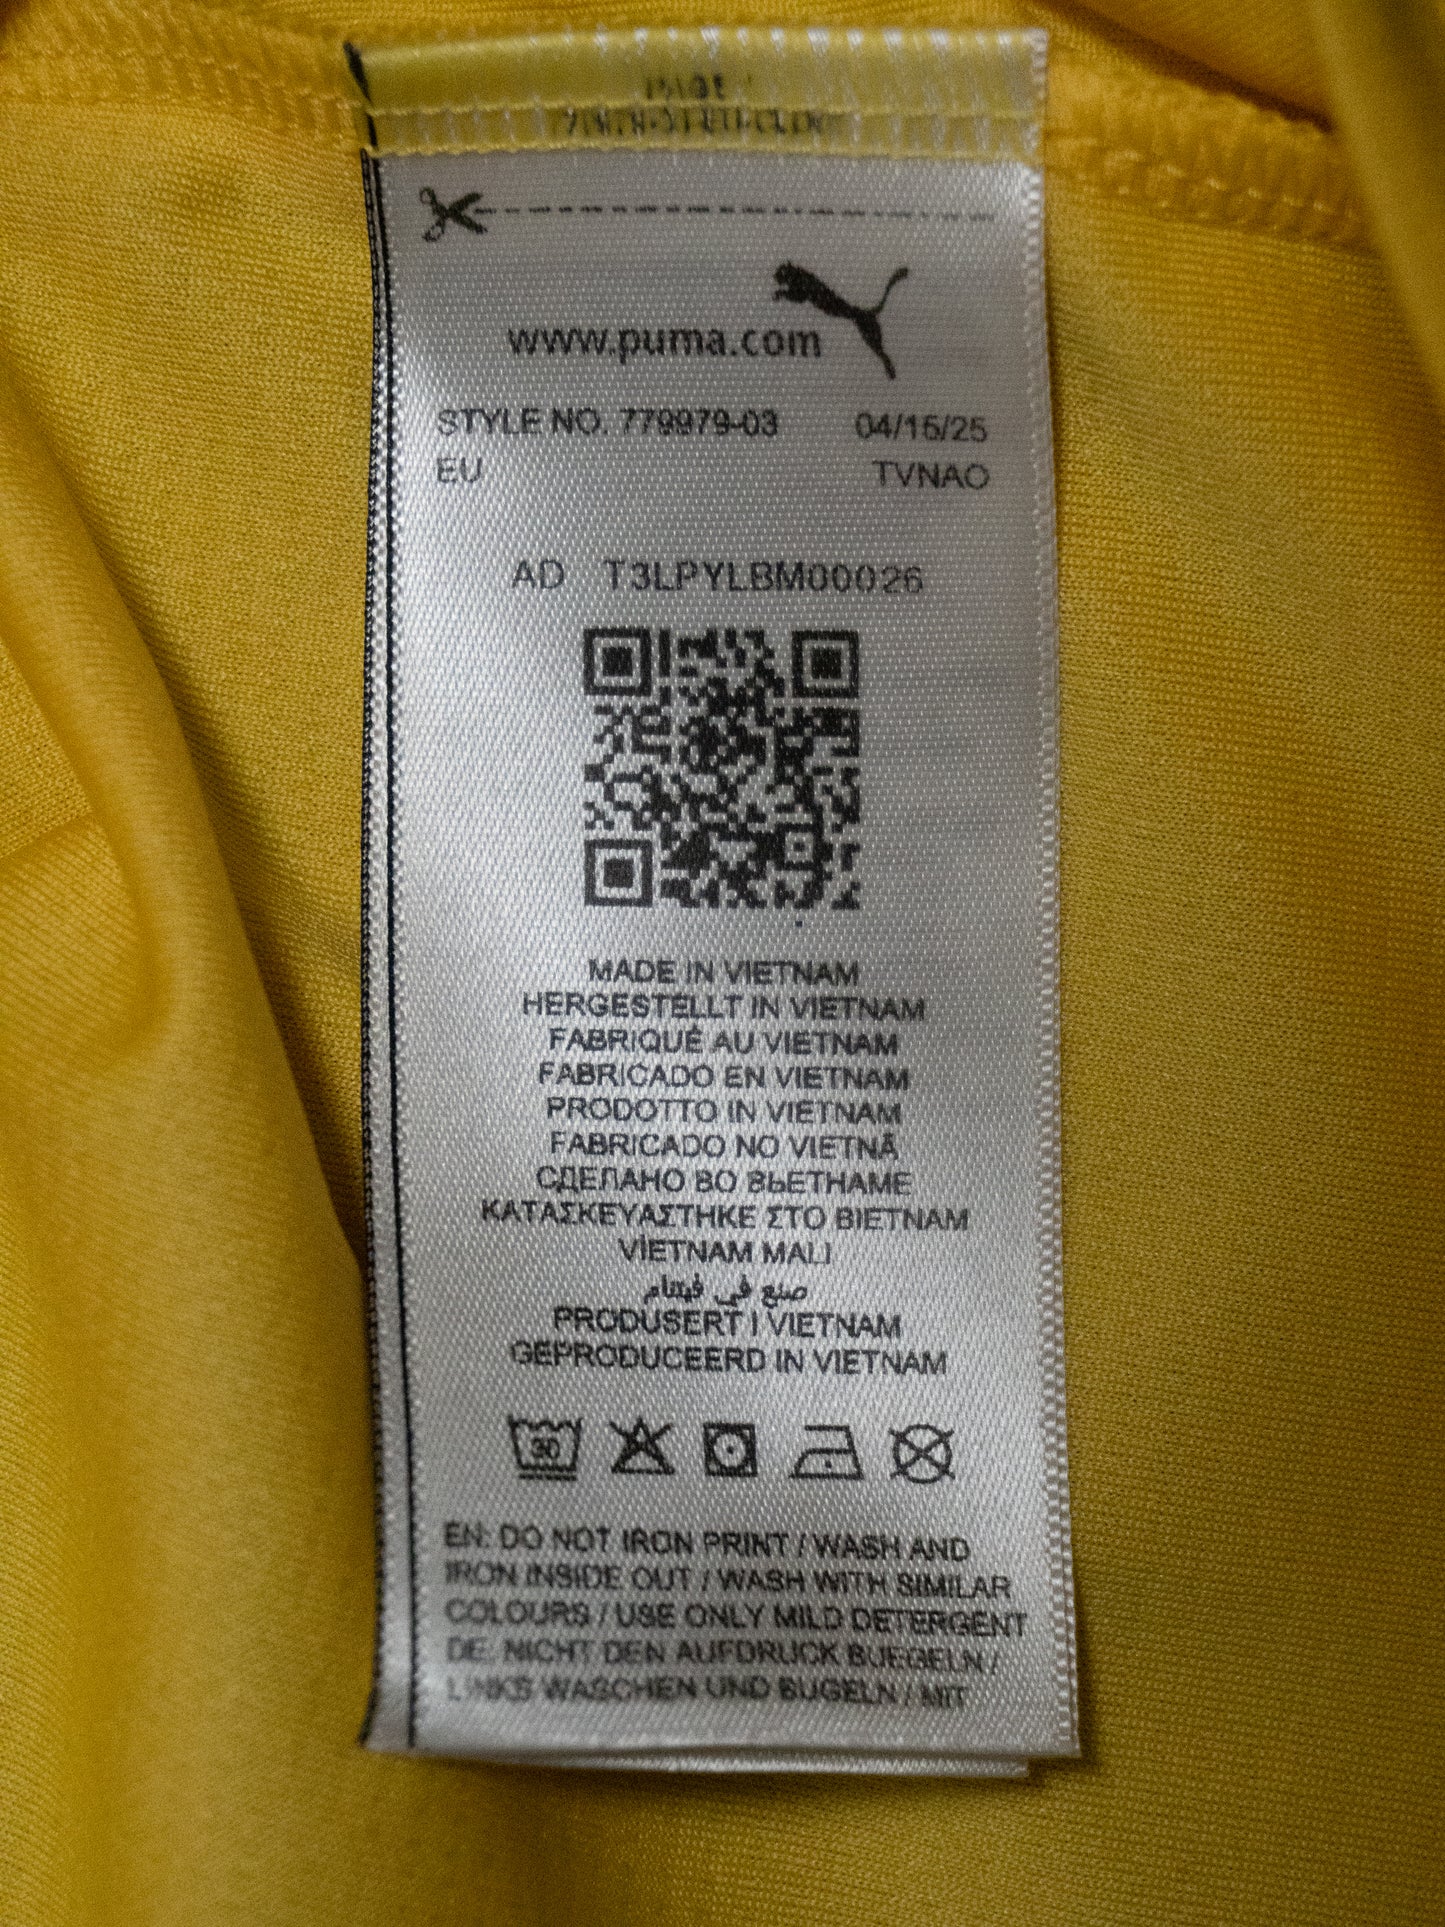 www.puma.com
STYLE NO. 779979-03 04/15/25
EU TVNAO
AD T3LPYLBM00026
MADE IN VIETNAM
HERGESTELLT IN VIETNAM
FABRIQUÉ AU VIETNAM
FABRICADO EN VIETNAM
PRODOTTO IN VIETNAM
FABRICADO NO VIETNÃ
СДЕЛАНО ВО ВЬЕТНАМЕ
ΚΑΤΑΣΚΕΥΑΣΤΗΚΕ ΣΤΟ ΒΙΕΤΝΑΜ
VİETNAM MALI
صنع في فيتنام
PRODUSERT I VIETNAM
GEPRODUCEERD IN VIETNAM
30
EN: DO NOT IRON PRINT / WASH AND
IRON INSIDE OUT / WASH WITH SIMILAR
COLOURS / USE ONLY MILD DETERGENT
DE: NICHT DEN AUFDRUCK BUEGELN /
LINKS WASCHEN UND BUGELN / MIT